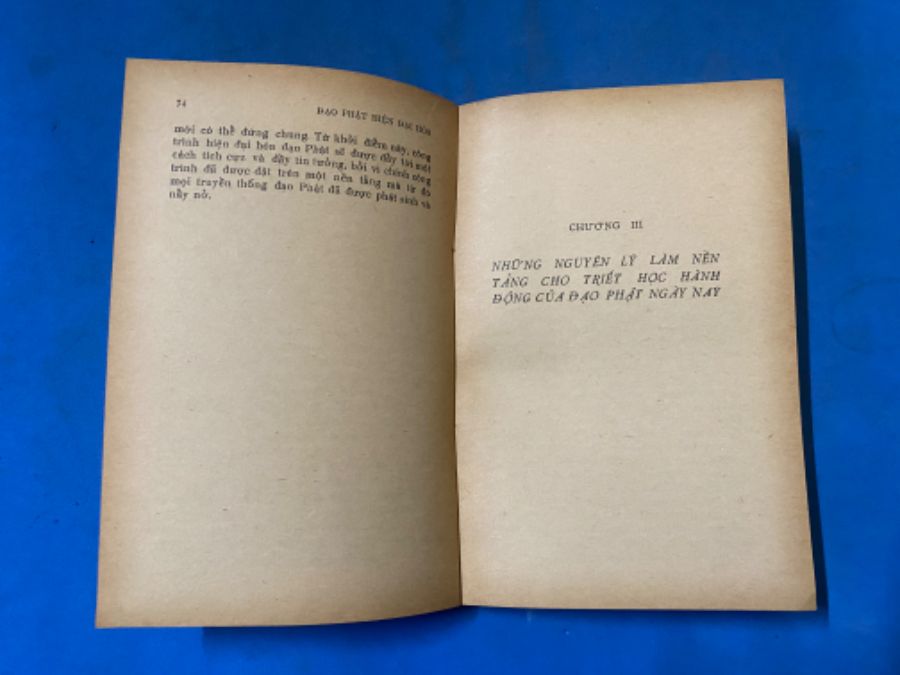 74
ĐẠO PHẬT HIỆN ĐẠI HÓA
mới có thể đứng chung. Từ khởi điểm này, công
trình hiện đại hóa đạo Phật sẽ được đẩy tới một
cách tích cực và đầy tin tưởng, bởi vì chính công
trình đã được đặt trên một nền tảng mà từ đó
mọi truyền thống đạo Phật đã được phát sinh và
nẩy nở.
CHƯƠNG III
NHỮNG NGUYÊN LÝ LÀM NỀN
TẢNG CHO TRIẾT HỌC HÀNH
ĐỘNG CỦA ĐẠO PHẬT NGÀY NAY